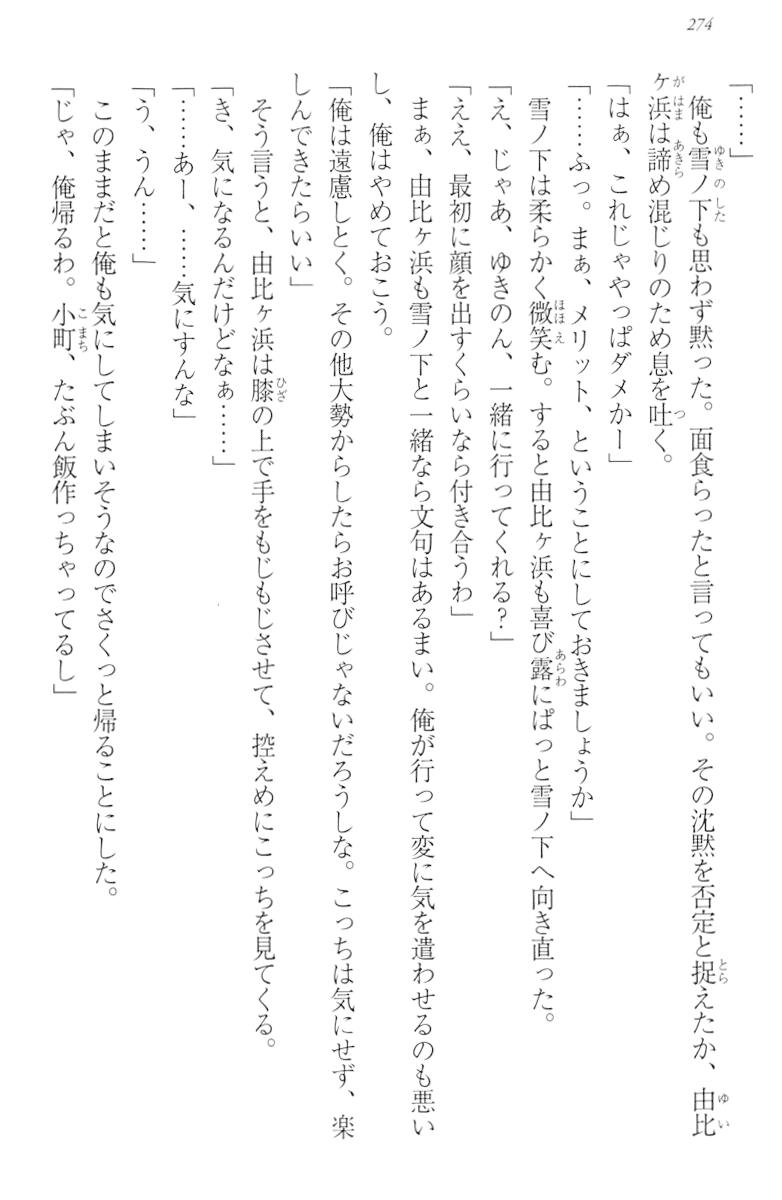 274
「……」
　俺も雪ノ下も思わず黙った。面食らったと言ってもいい。その沈黙を否定と捉えたか、由比
ヶ浜は諦め混じりのため息を吐く。
「はぁ、これじゃやっぱダメかー」
「……ふっ。まぁ、メリット、ということにしておきましょうか」
　雪ノ下は柔らかく微笑む。すると由比ヶ浜も喜び露にぱっと雪ノ下へ向き直った。
「え、じゃあ、ゆきのん、一緒に行ってくれる？」
「ええ、最初に顔を出すくらいなら付き合うわ」
　まぁ、由比ヶ浜も雪ノ下と一緒なら文句はあるまい。俺が行って変に気を遣わせるのも悪い
し、俺はやめておこう。
「俺は遠慮しとく。その他大勢からしたらお呼びじゃないだろうしな。こっちは気にせず、楽
しんできたらいい」
　そう言うと、由比ヶ浜は膝の上で手をもじもじさせて、控えめにこっちを見てくる。
「き、気になるんだけどなぁ……」
「……あー、……気にすんな」
「う、うん……」
　このままだと俺も気にしてしまいそうなのでさくっと帰ることにした。
「じゃ、俺帰るわ。小町、たぶん飯作っちゃってるし」